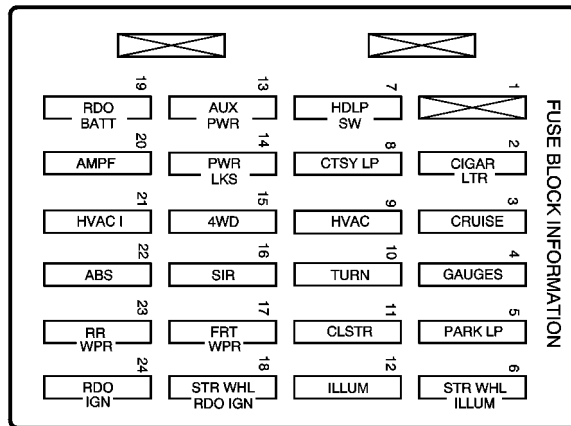 19 13 7 1
RDO BATT AUX PWR HDLP SW
20 14 8 2
AMPF PWR LKS CTSY LP CIGAR LTR
21 15 9 3
HVAC I 4WD HVAC CRUISE
22 16 10 4
ABS SIR TURN GAUGES
23 17 11 5
RR WPR FRT WPR CLSTR PARK LP
24 18 12 6
RDO IGN STR WHL RDO IGN ILLUM STR WHL ILLUM
FUSE BLOCK INFORMATION